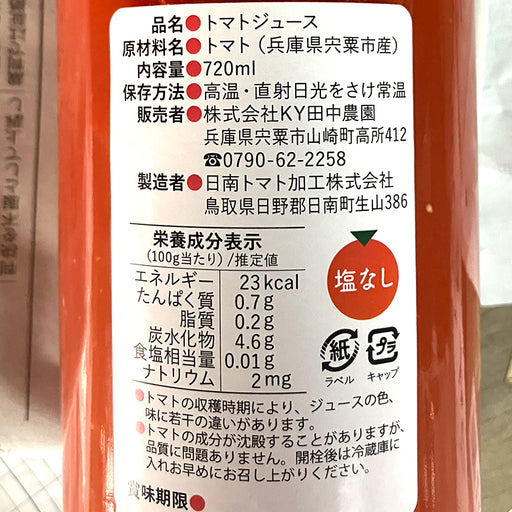 品名●トマトジュース
原材料名●トマト（兵庫県宍粟市産）
内容量●720ml
保存方法●高温・直射日光をさけ常温
販売者●株式会社KY田中農園
兵庫県宍粟市山崎町高所412
☎0790-62-2258
製造者●日南トマト加工株式会社
鳥取県日野郡日南町生山386
栄養成分表示
(100g当たり)/推定値
エネルギー 23kcal
たんぱく質 0.7g
脂質 0.2g
炭水化物 4.6g
食塩相当量 0.01g
ナトリウム 2mg
塩なし
紙
ラベル
プラ
キャップ
●トマトの収穫時期により、ジュースの色、
味に若干の違いがあります。
●トマトの成分が沈殿することがありますが、
品質に問題ありません。開栓後は冷蔵庫に
入れお早めにお召し上がりください。
賞味期限●